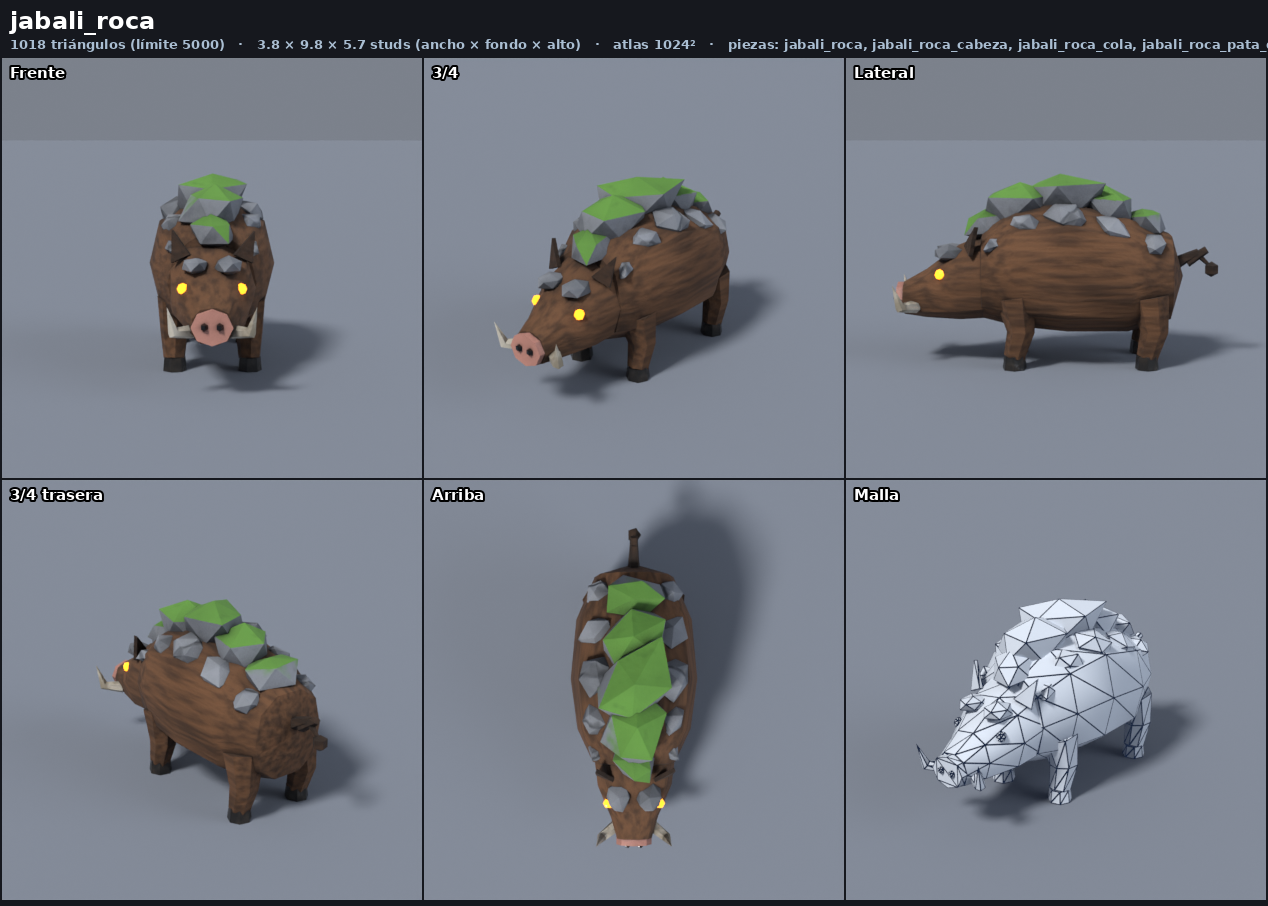 jabali_roca
1018 triángulos (límite 5000) · 3.8 × 9.8 × 5.7 studs (ancho × fondo × alto) · atlas 1024² · piezas: jabali_roca, jabali_roca_cabeza, jabali_roca_cola, jabali_roca_pata_
Frente
3/4
Lateral
3/4 trasera
Arriba
Malla